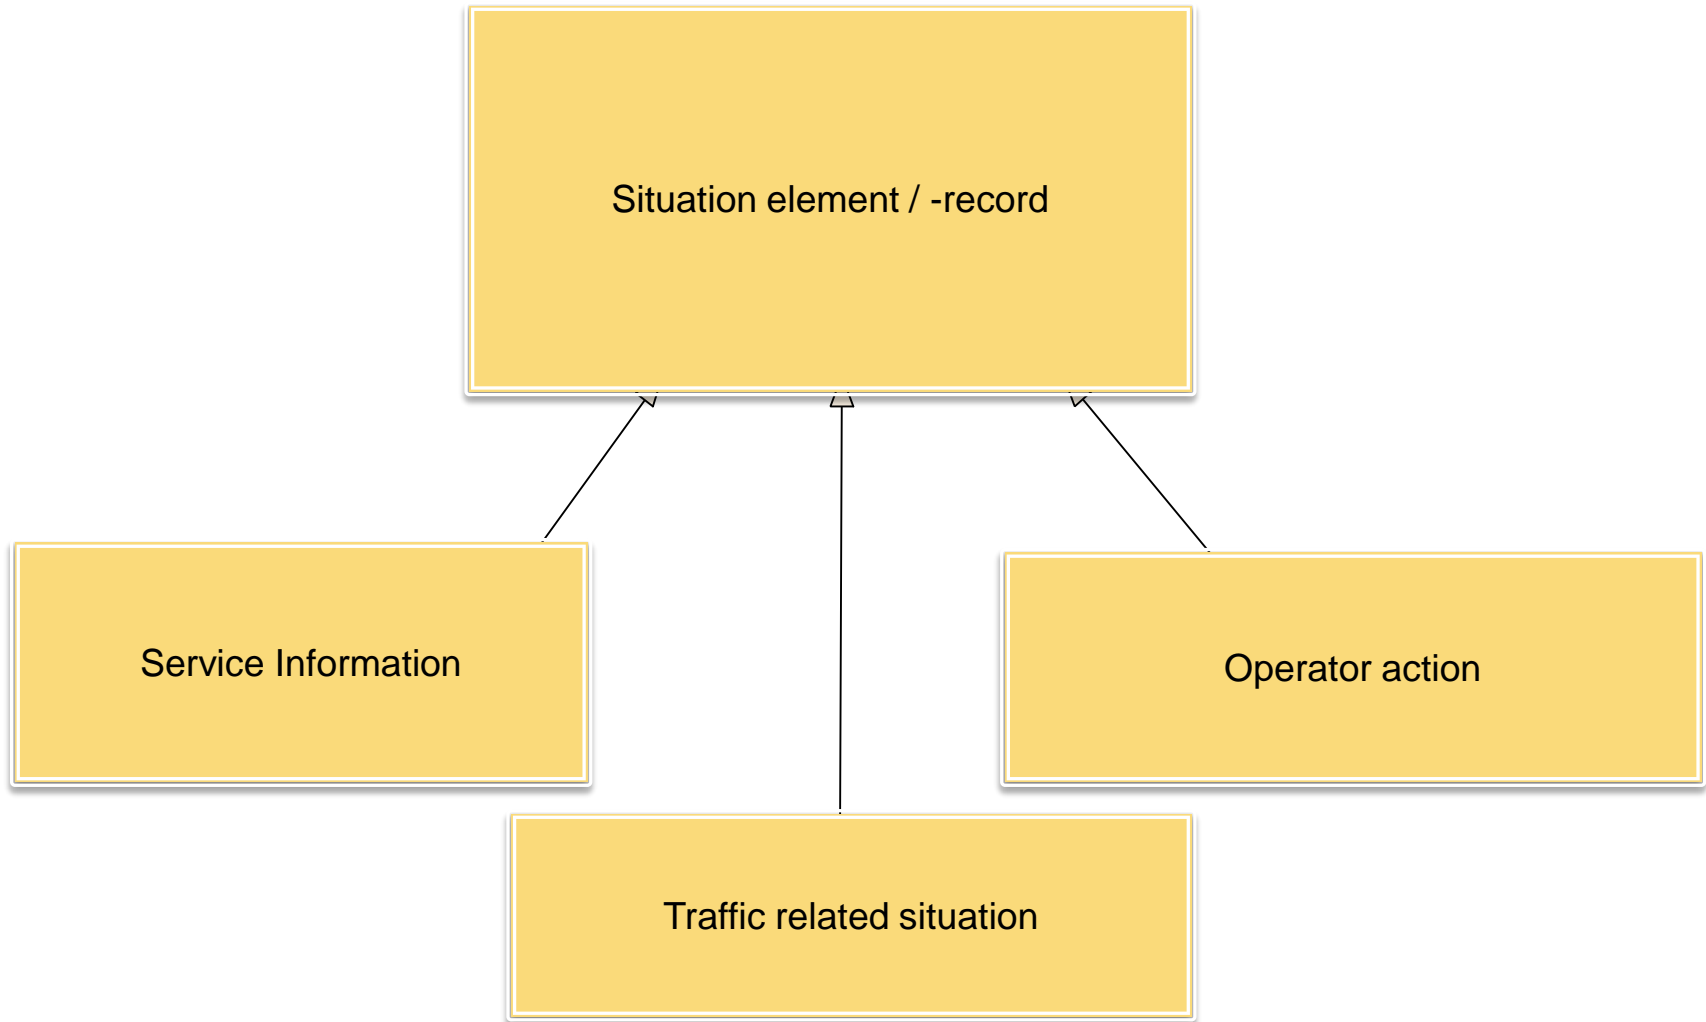 Situation element / -record
Service Information
Operator action
Traffic related situation